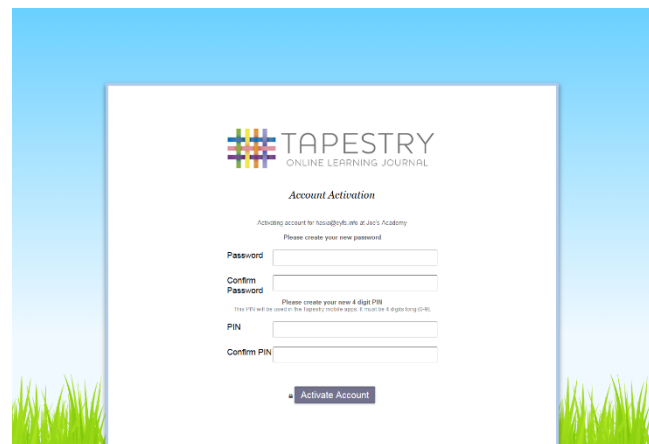 TAPESTRY
ONLINE LEARNING JOURNAL
Account Activation
Activating account for hasia@eyfs.info at Joe's Academy
Please create your new password
Password
Confirm
Password
Please create your new 4 digit PIN
This PIN will be used in the Tapestry mobile apps. It must be 4 digits long (0-9).
PIN
Confirm PIN
Activate Account